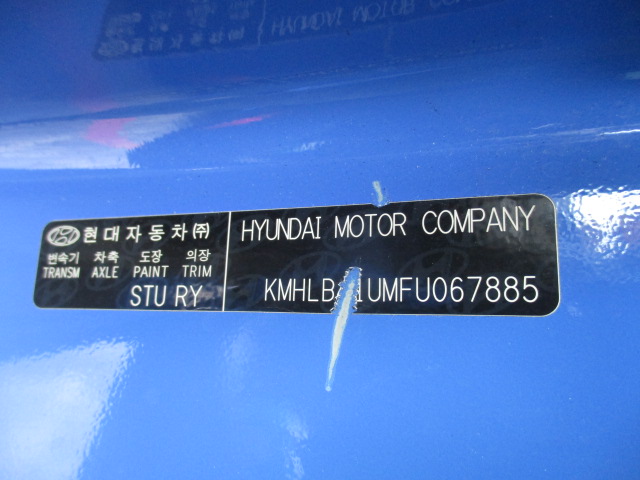 현대자동차㈜
변속기 차축 도장 의장
TRANSM AXLE PAINT TRIM
STU RY
HYUNDAI MOTOR COMPANY